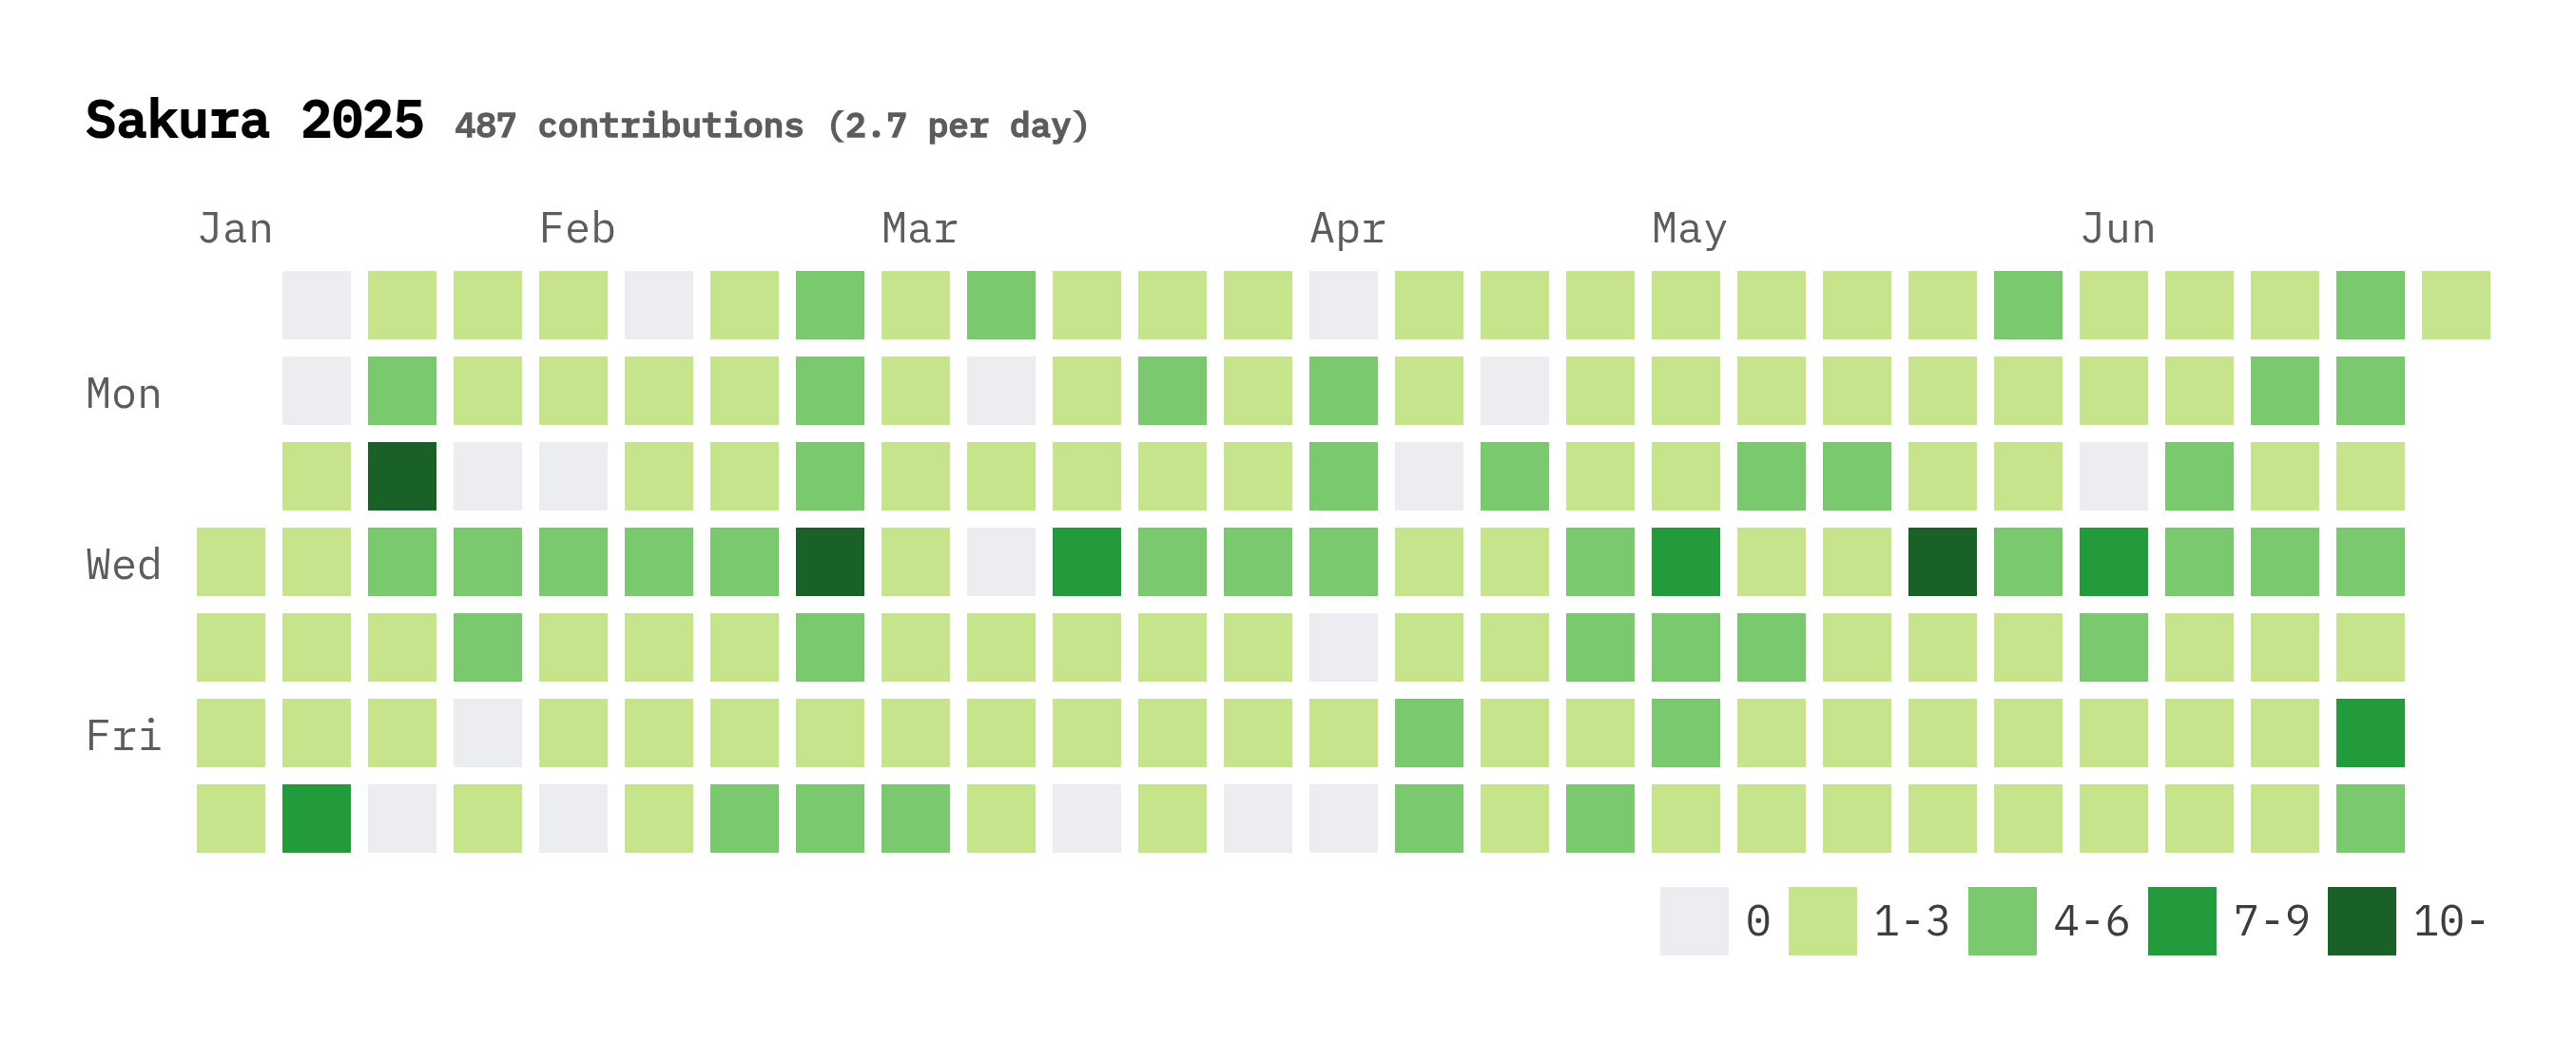 Sakura 2025 487 contributions (2.7 per day)
Jan Feb Mar Apr May Jun
Mon
Wed
Fri
0 1-3 4-6 7-9 10-